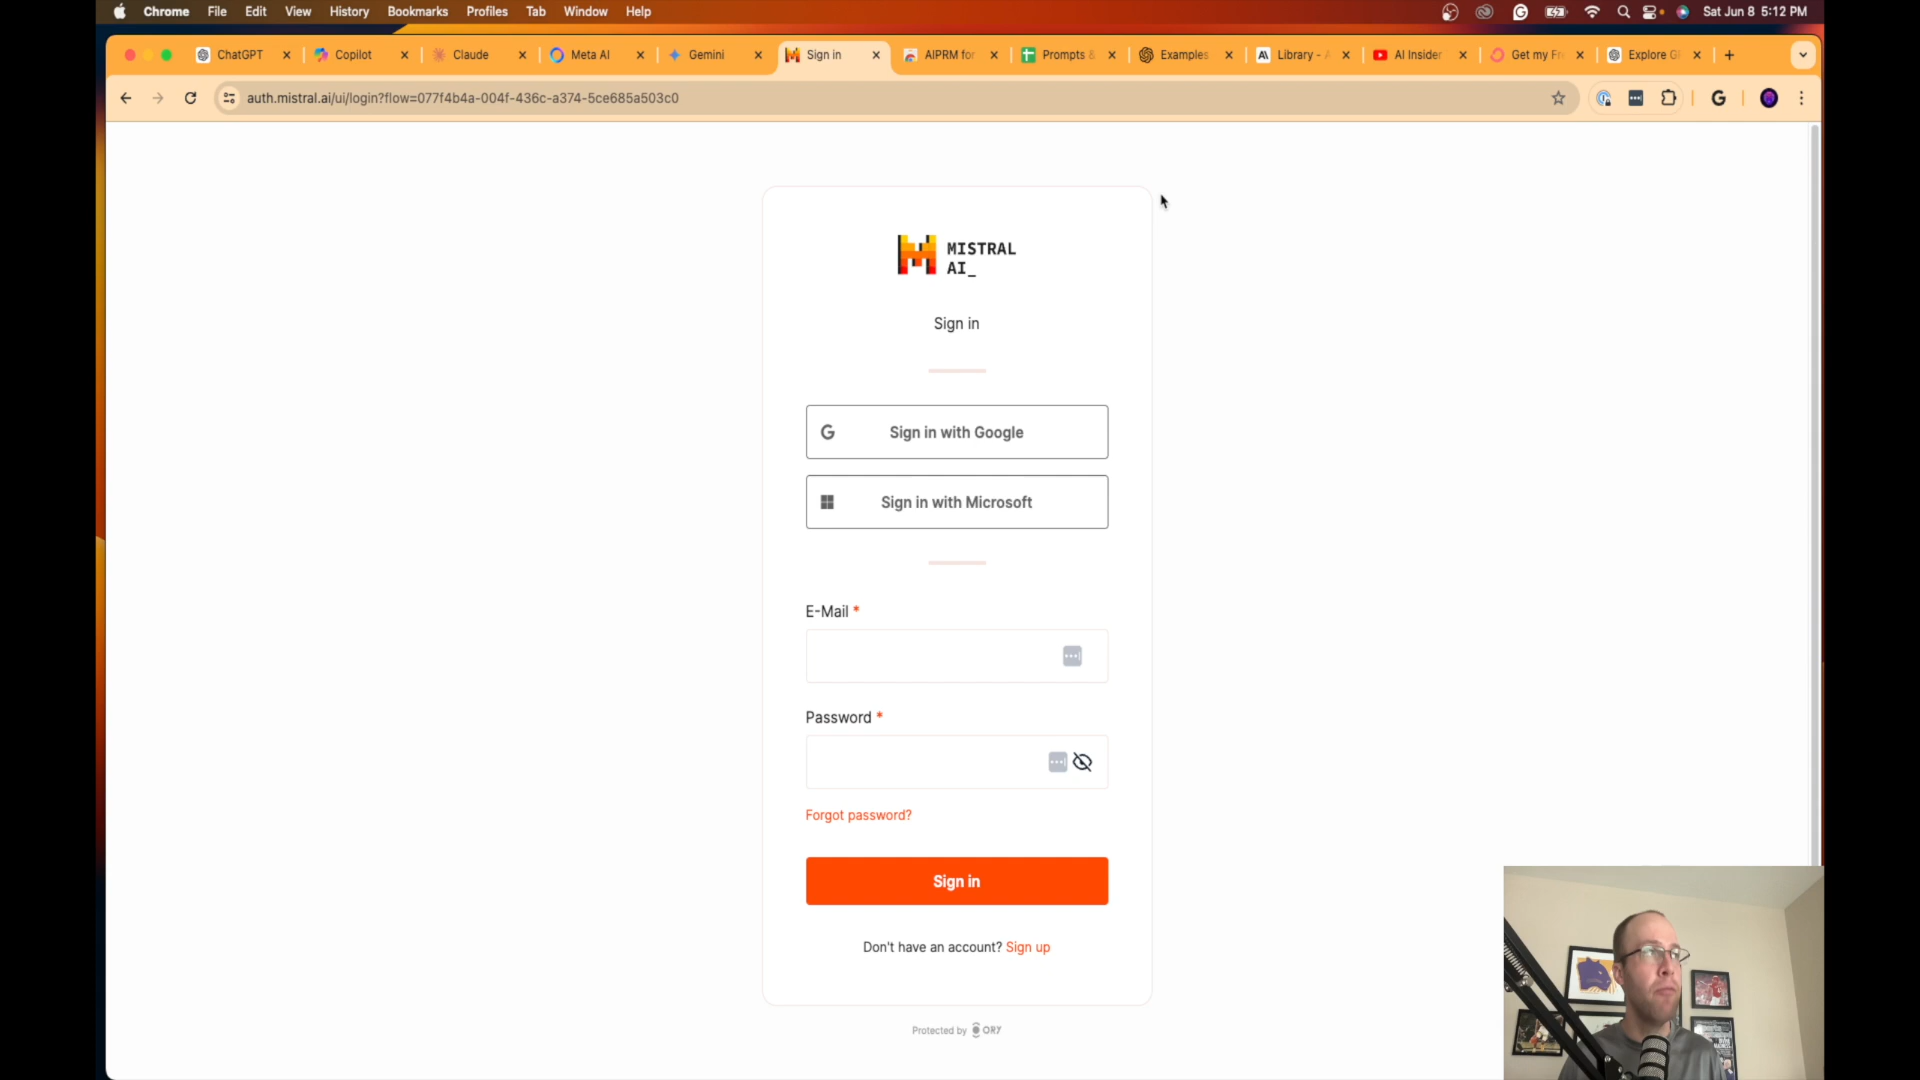 Chrome File Edit View History Bookmarks Profiles Tab Window Help Sat Jun 8 5:12 PM
ChatGPT Copilot Claude Meta AI Gemini Sign in AIPRM for Prompts & Examples Library - A AI Insider Get my Fre Explore G
auth.mistral.ai/ui/login?flow=077f4b4a-004f-436c-a374-5ce685a503c0
MISTRAL
AI_
Sign in
Sign in with Google
Sign in with Microsoft
E-Mail *
Password *
Forgot password?
Sign in
Don't have an account? Sign up
Protected by ORY